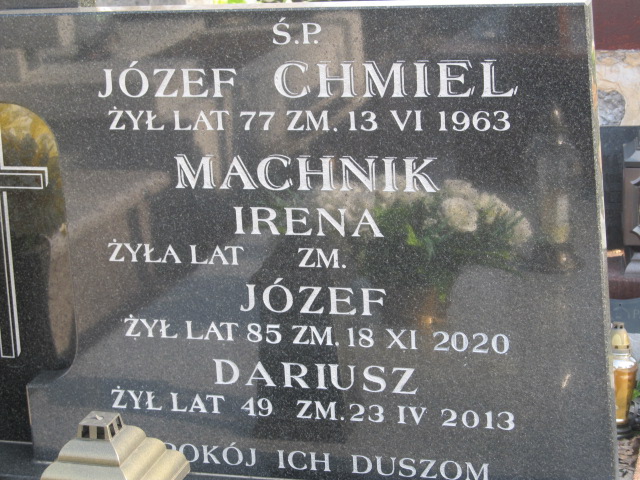 Ś.P.
JÓZEF CHMIEL
ŻYŁ LAT 77 ZM. 13 VI 1963
MACHNIK
IRENA
ŻYŁA LAT ZM.
JÓZEF
ŻYŁ LAT 85 ZM. 18 XI 2020
DARIUSZ
ŻYŁ LAT 49 ZM. 23 IV 2013
POKÓJ ICH DUSZOM